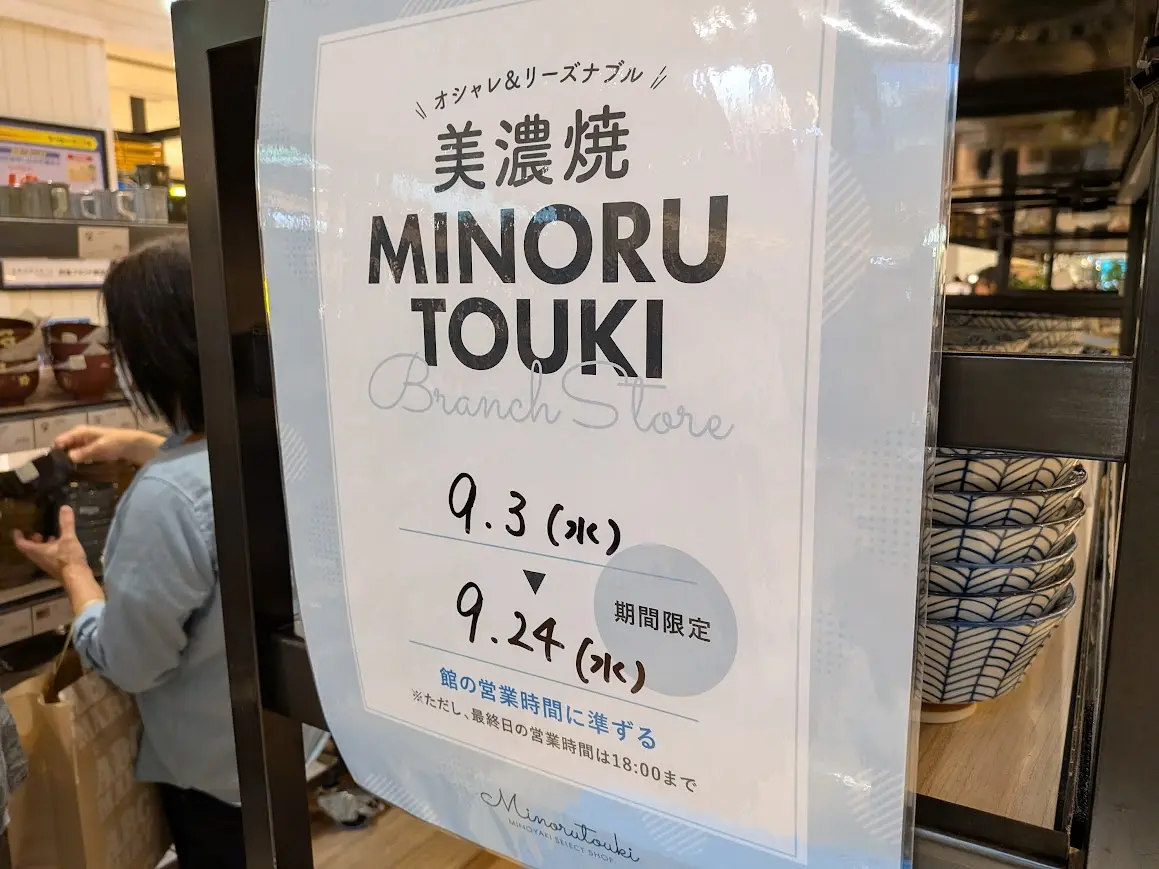 オシャレ&リーズナブル
美濃焼
MINORU
TOUKI
Branch Store
9.3 (水)
▼
9.24 (水)
期間限定
館の営業時間に準ずる
※ただし、最終日の営業時間は18:00まで
Minorutouki
MINOYAKI SELECT SHOP